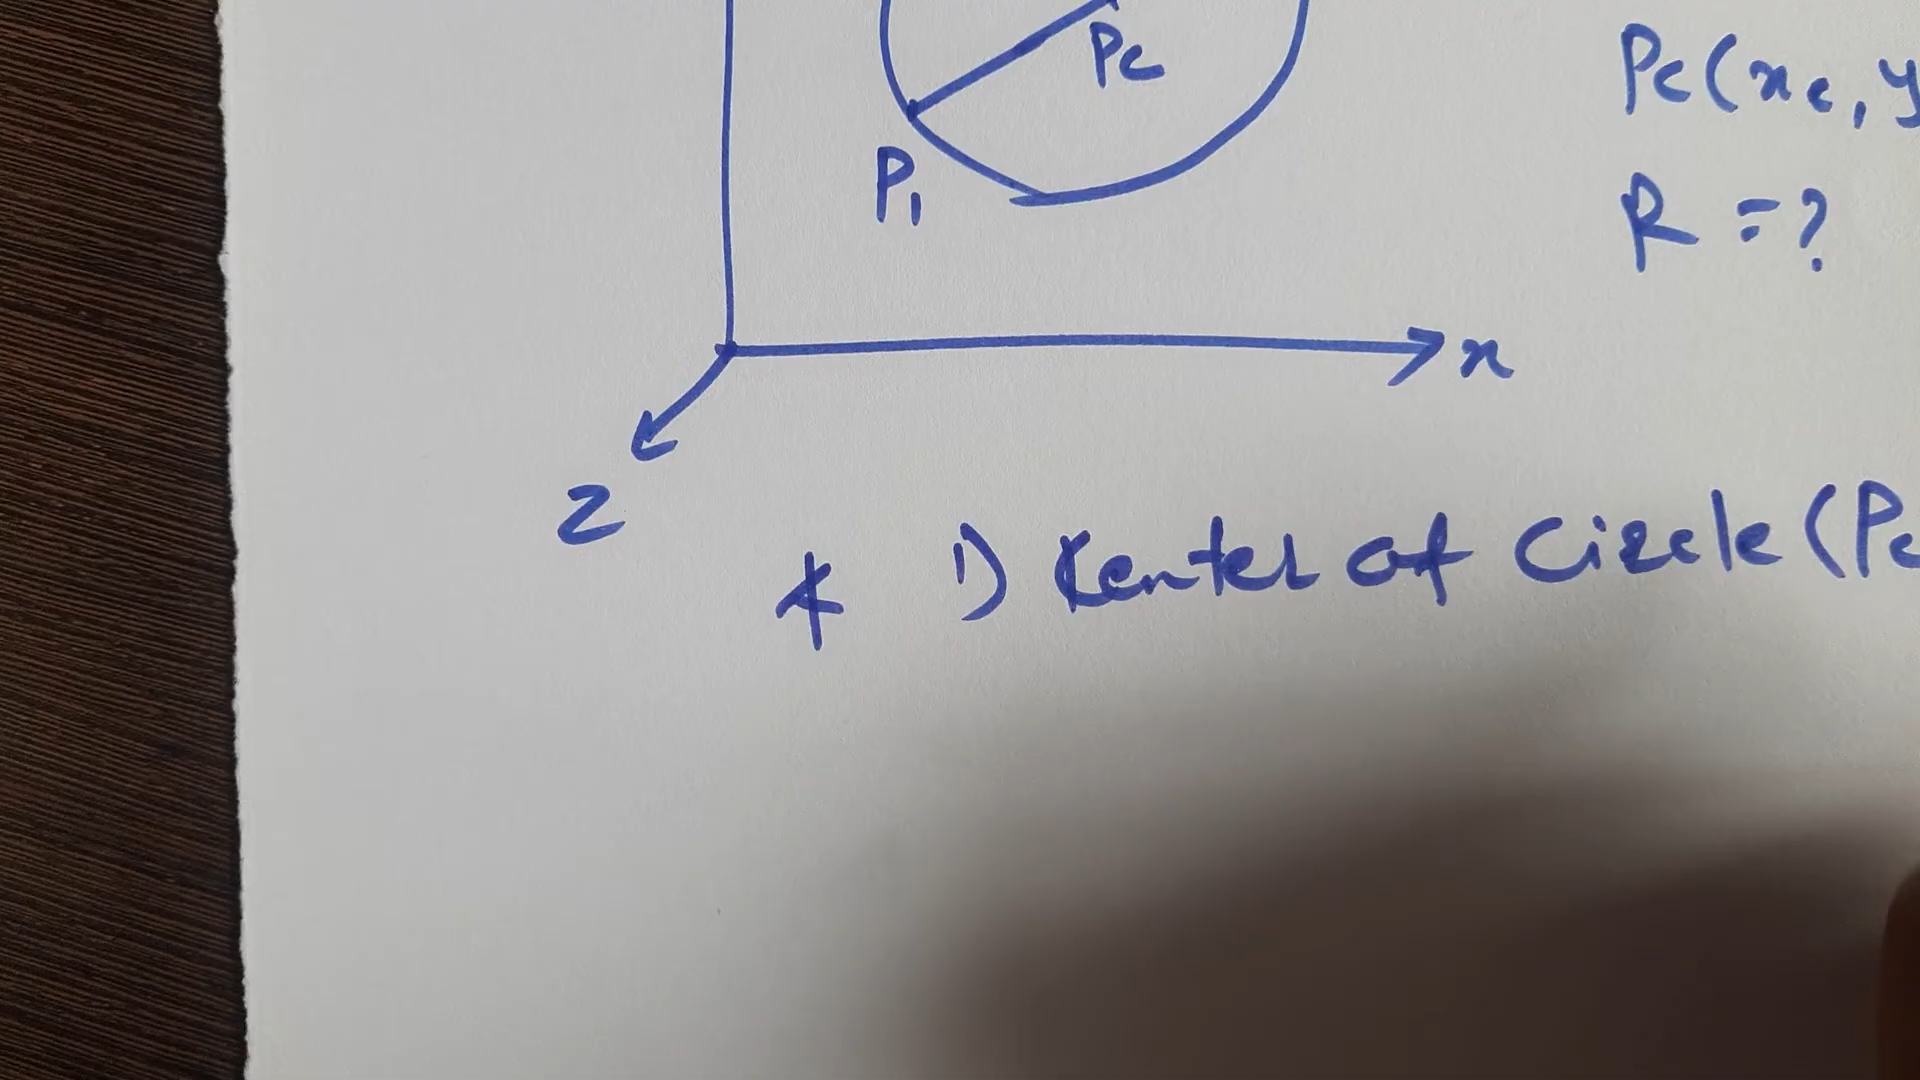 Pc
Pc(xc, y
P1
R = ?
x
Z
* 1) Center of Circle (Pc